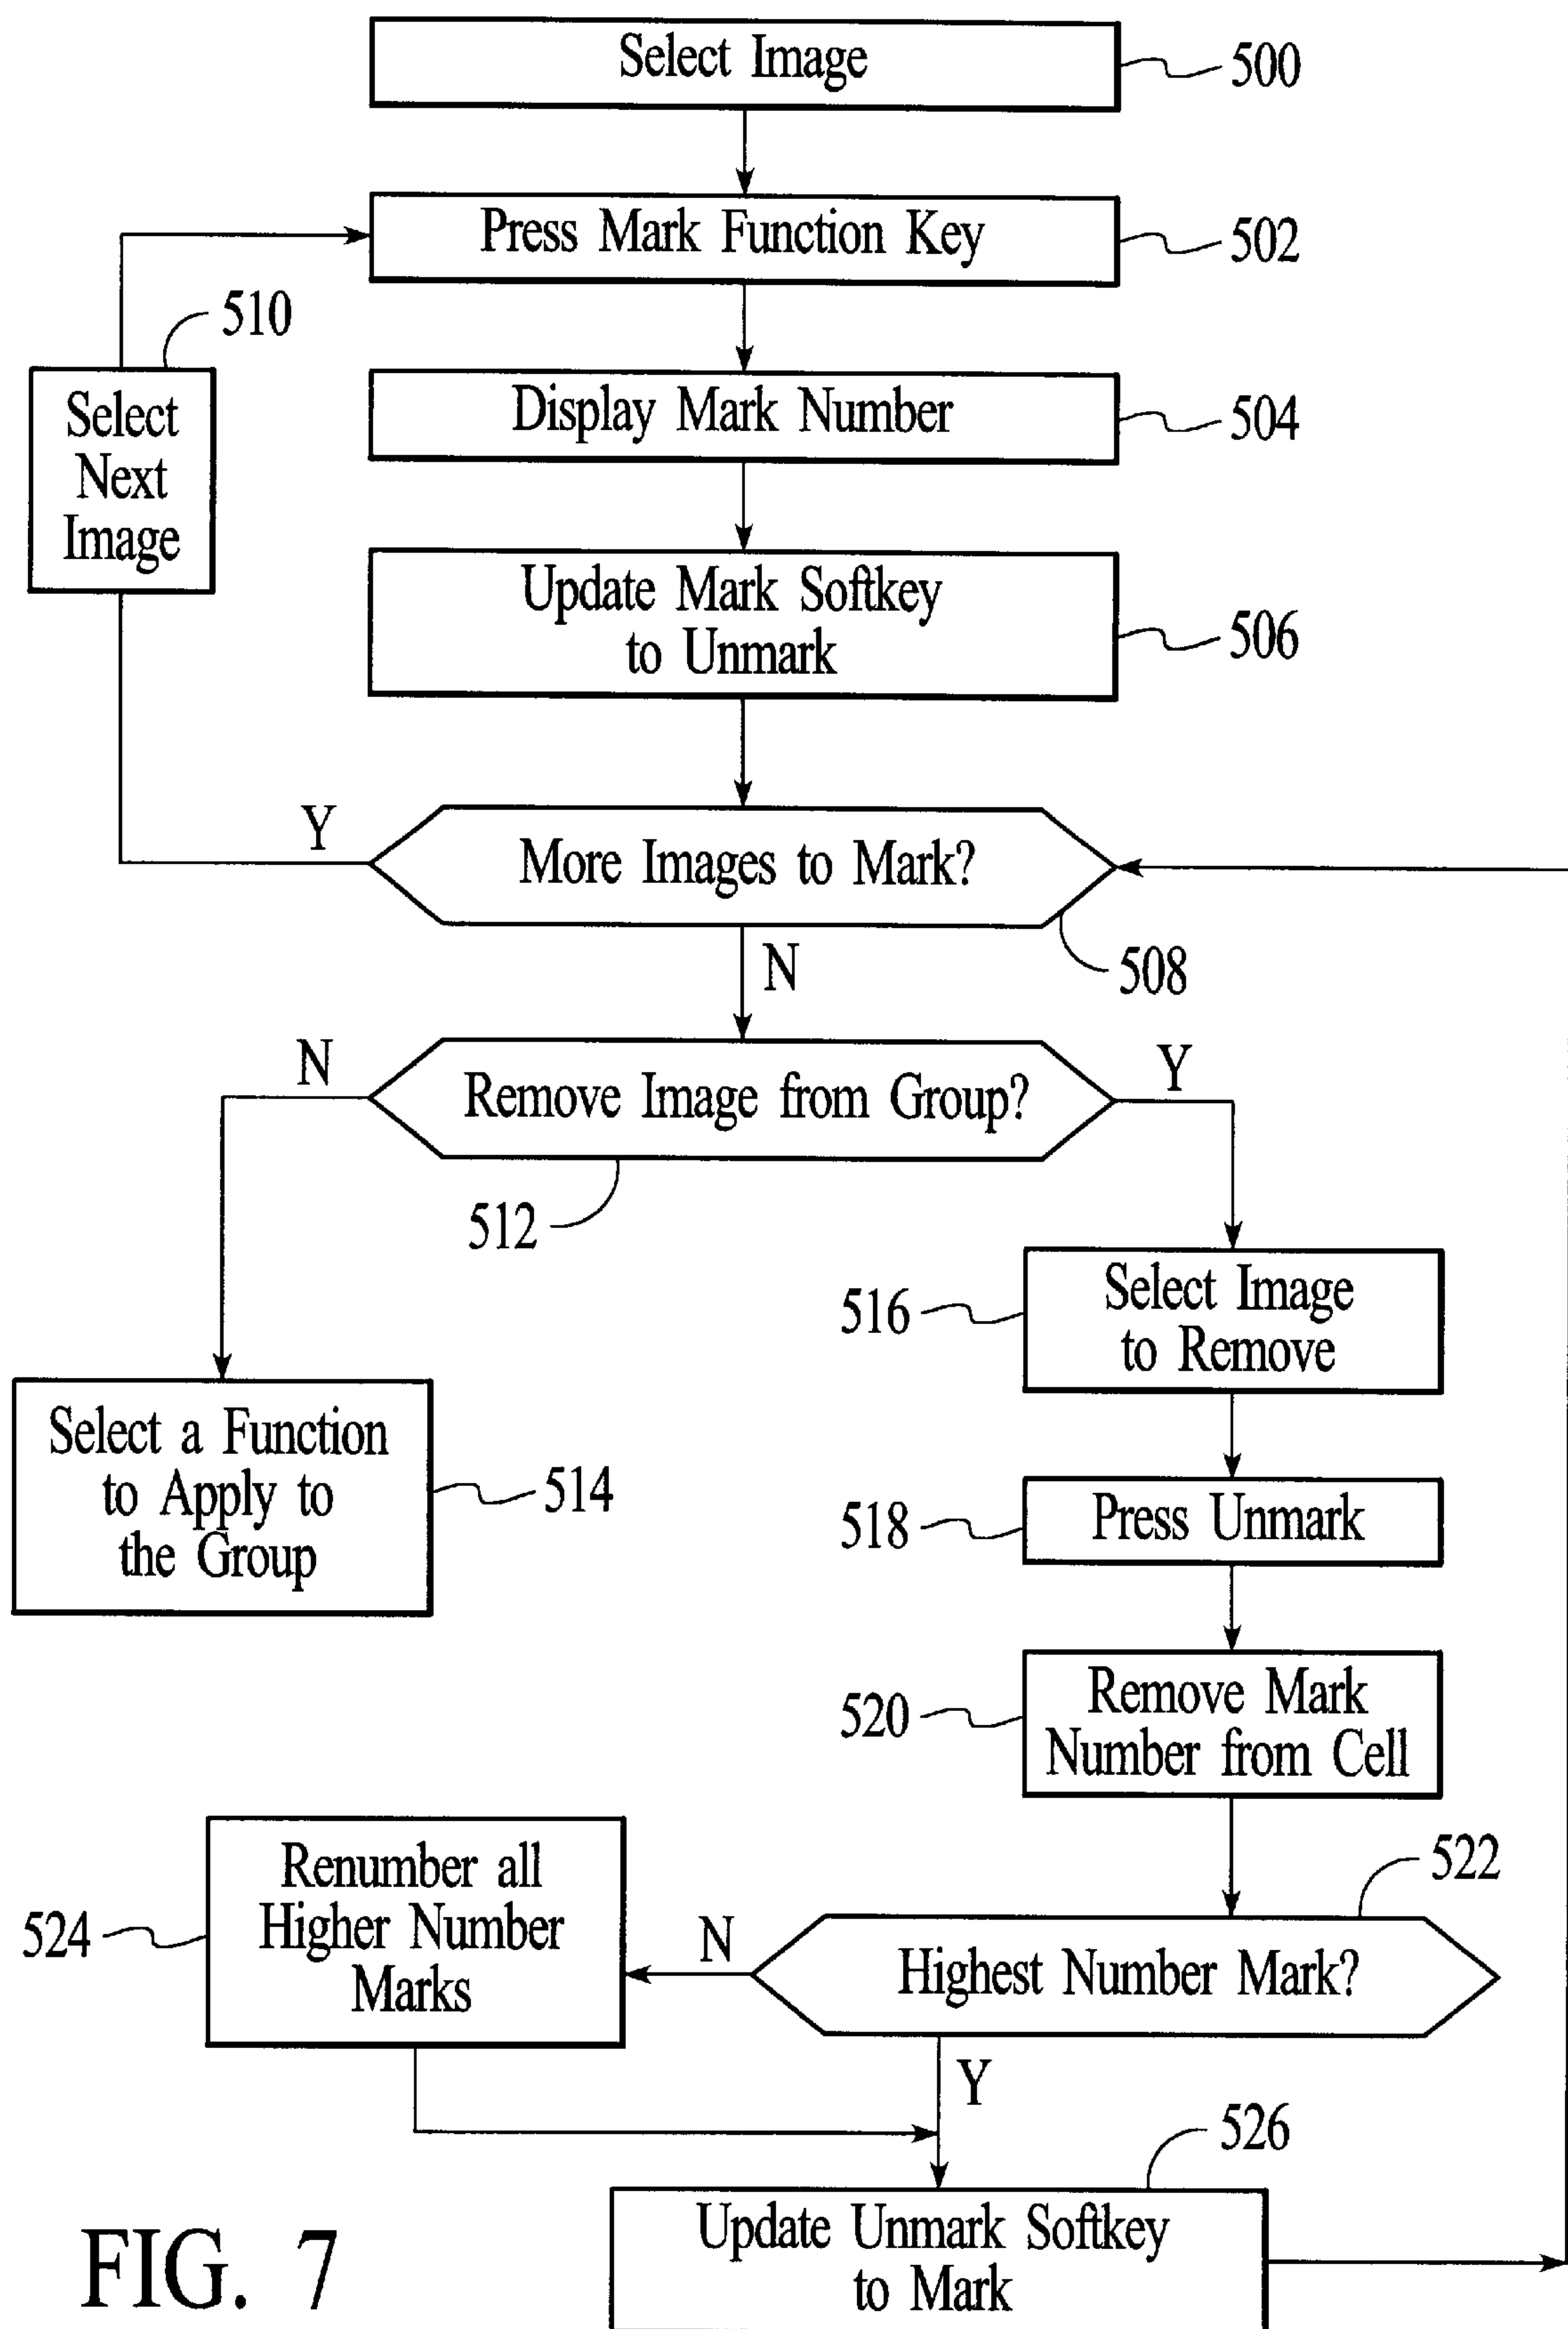 Select Image
500
Press Mark Function Key
502
510
Select
Next
Image
Display Mark Number
504
Update Mark Softkey
to Unmark
506
Y
More Images to Mark?
508
N
N
Remove Image from Group?
Y
512
516
Select Image
to Remove
Select a Function
to Apply to
the Group
514
518
Press Unmark
520
Remove Mark
Number from Cell
522
524
Renumber all
Higher Number
Marks
N
Highest Number Mark?
Y
526
Update Unmark Softkey
to Mark
FIG. 7